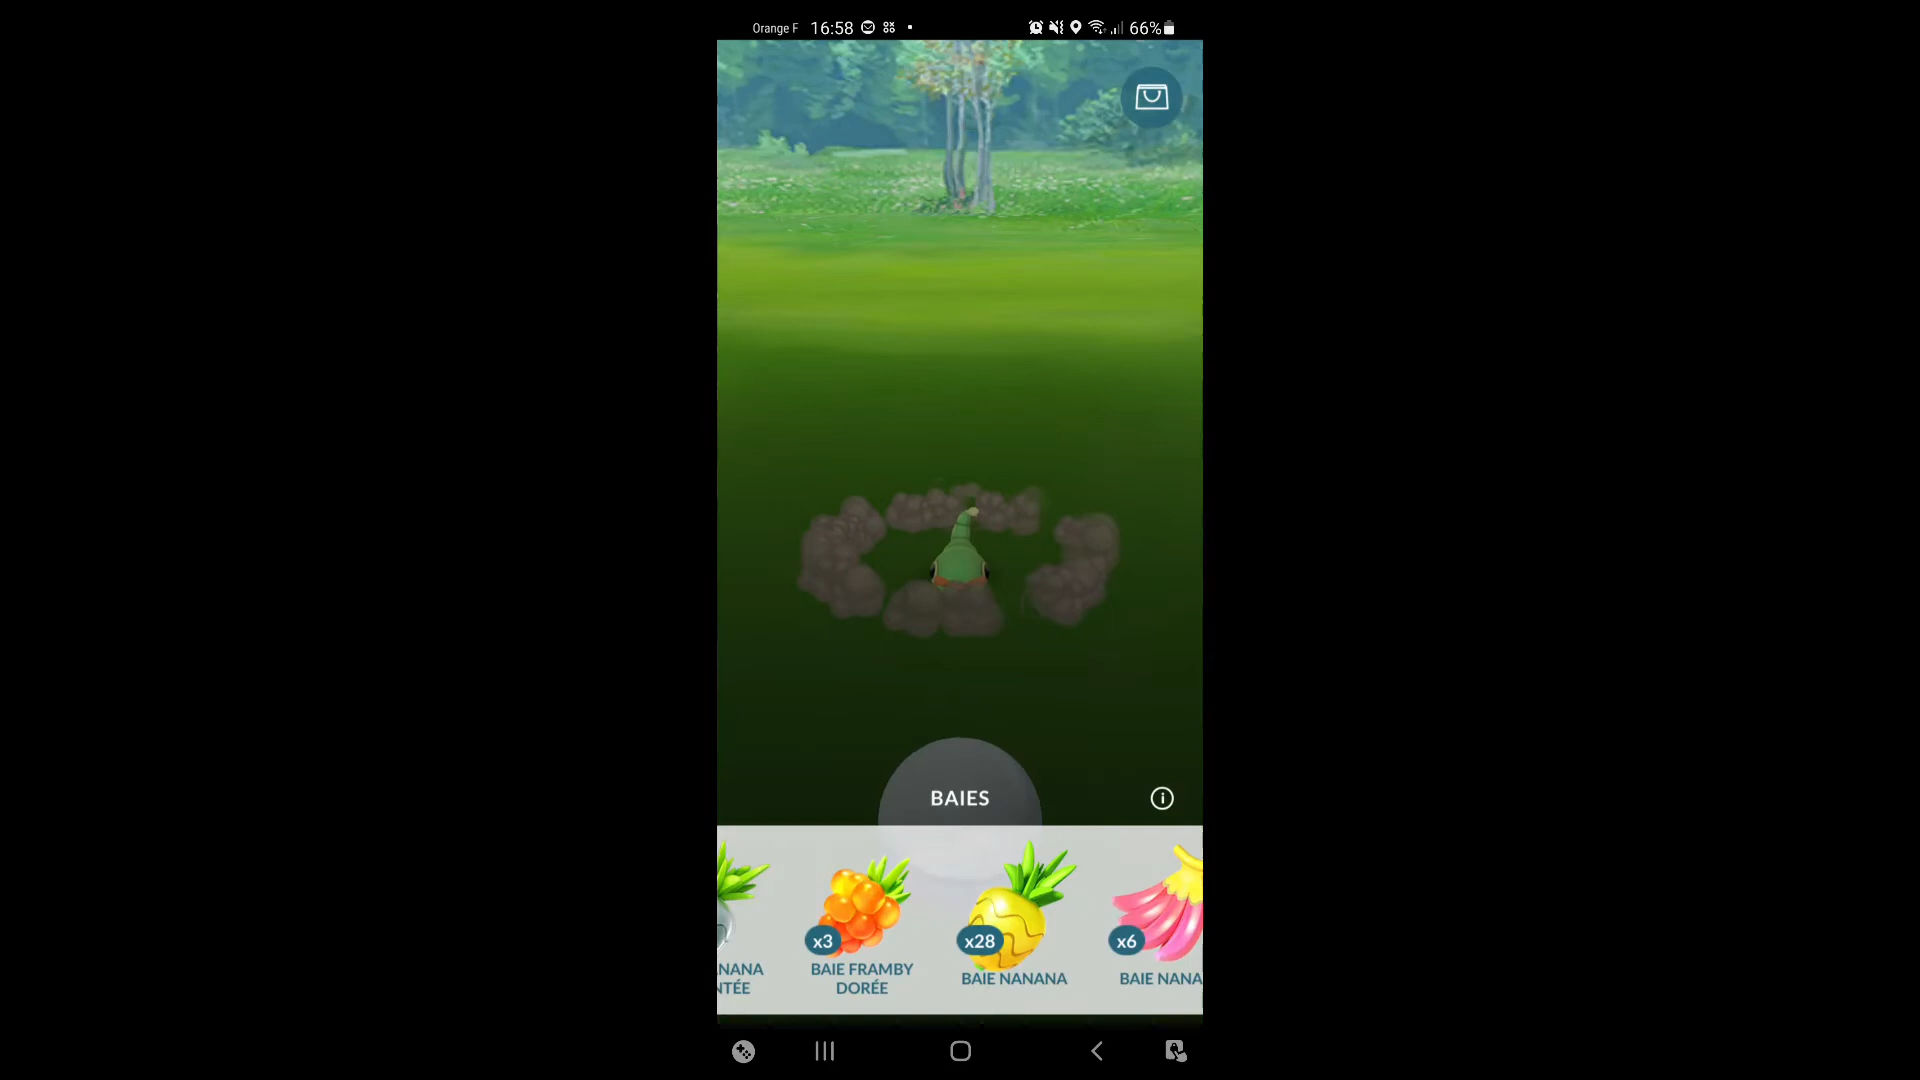 Orange F 16:58 66%
BAIES
x3 x28 x6
NANA BAIE FRAMBY BAIE NANANA BAIE NANA
NTÉE DORÉE